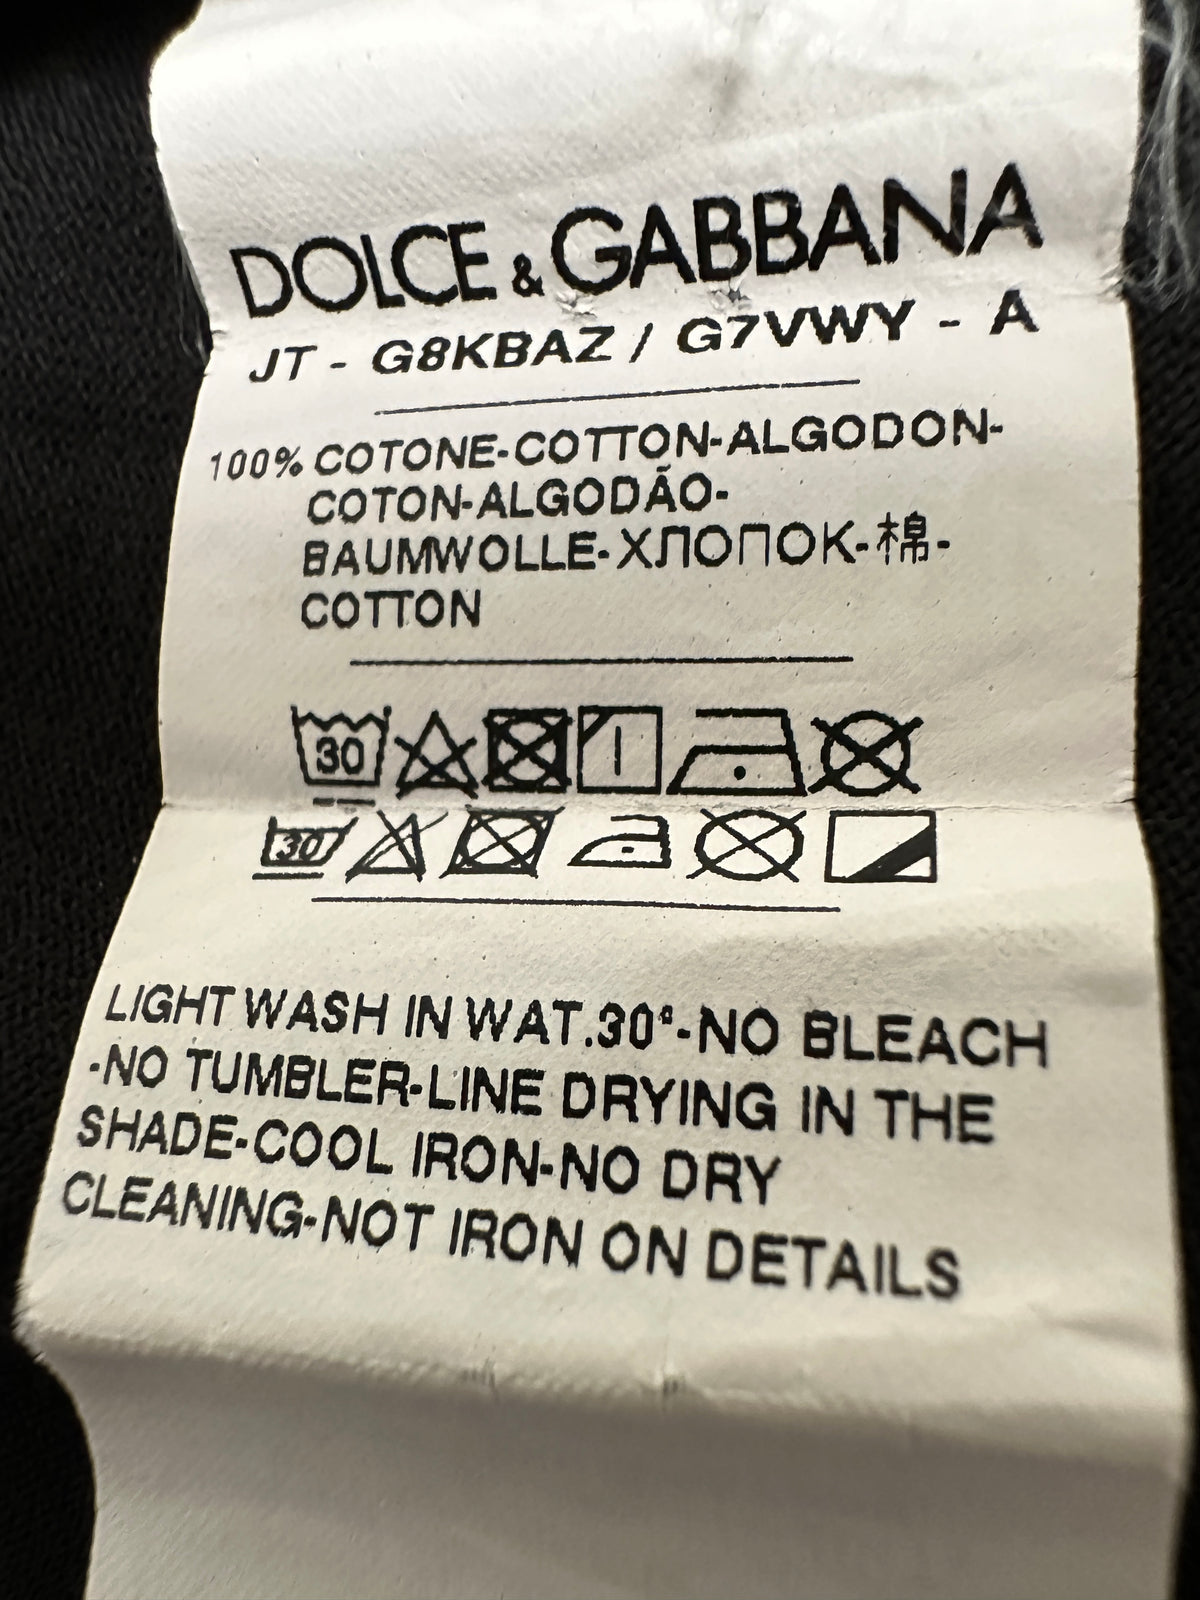 DOLCE & GABBANA
JT - G8KBAZ / G7VWY - A
100% COTONE-COTTON-ALGODON-
COTON-ALGODÃO-
BAUMWOLLE-ХЛОПОК-棉-
COTTON
30
30
LIGHT WASH IN WAT.30°-NO BLEACH
-NO TUMBLER-LINE DRYING IN THE
SHADE-COOL IRON-NO DRY
CLEANING-NOT IRON ON DETAILS